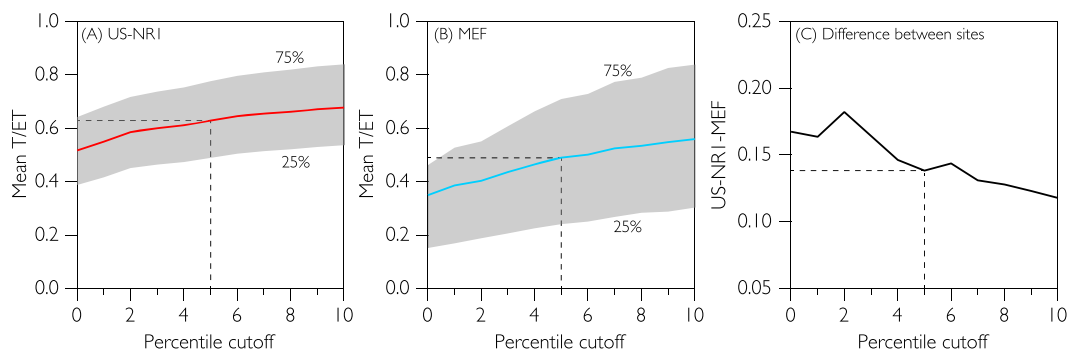 (A) US-NR1
1.0
0.8
0.6
0.4
0.2
0.0
Mean T/ET
75%
25%
0 2 4 6 8 10
Percentile cutoff
(B) MEF
1.0
0.8
0.6
0.4
0.2
0.0
Mean T/ET
75%
25%
0 2 4 6 8 10
Percentile cutoff
(C) Difference between sites
0.25
0.20
0.15
0.10
0.05
US-NR1-MEF
0 2 4 6 8 10
Percentile cutoff